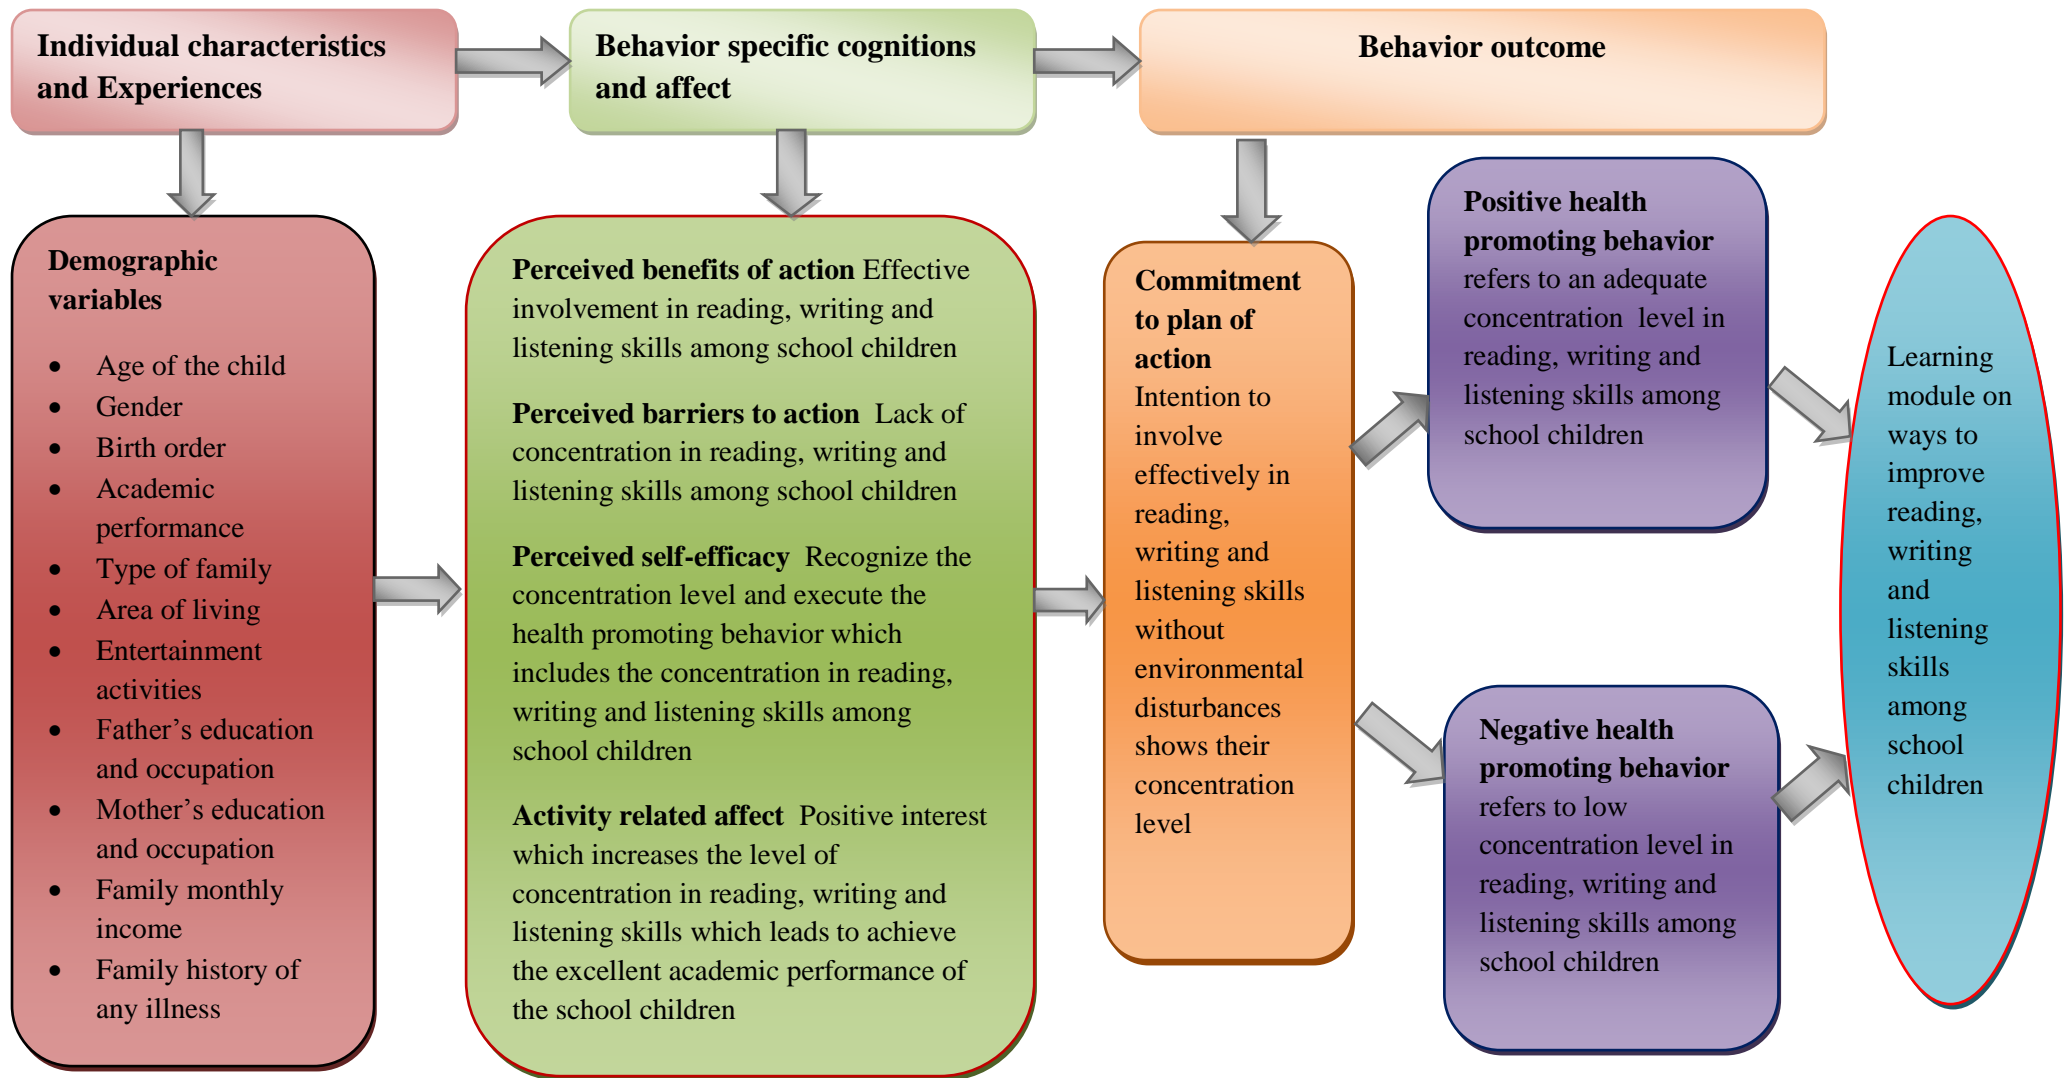 Individual characteristics
and Experiences
Behavior specific cognitions
and affect
Behavior outcome
Demographic
variables
• Age of the child
• Gender
• Birth order
• Academic
performance
• Type of family
• Area of living
• Entertainment
activities
• Father’s education
and occupation
• Mother’s education
and occupation
• Family monthly
income
• Family history of
any illness
Perceived benefits of action Effective
involvement in reading, writing and
listening skills among school children
Perceived barriers to action  Lack of
concentration in reading, writing and
listening skills among school children
Perceived self-efficacy  Recognize the
concentration level and execute the
health promoting behavior which
includes the concentration in reading,
writing and listening skills among
school children
Activity related affect  Positive interest
which increases the level of
concentration in reading, writing and
listening skills which leads to achieve
the excellent academic performance of
the school children
Commitment
to plan of
action
Intention to
involve
effectively in
reading,
writing and
listening skills
without
environmental
disturbances
shows their
concentration
level
Positive health
promoting behavior
refers to an adequate
concentration  level in
reading, writing and
listening skills among
school children
Negative health
promoting behavior
refers to low
concentration level in
reading, writing and
listening skills among
school children
Learning
module on
ways to
improve
reading,
writing
and
listening
skills
among
school
children